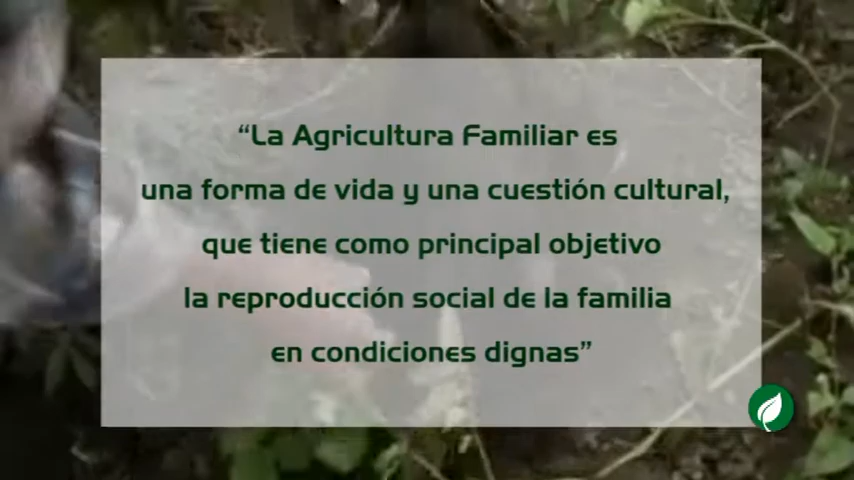 “La Agricultura Familiar es
una forma de vida y una cuestión cultural,
que tiene como principal objetivo
la reproducción social de la familia
en condiciones dignas”